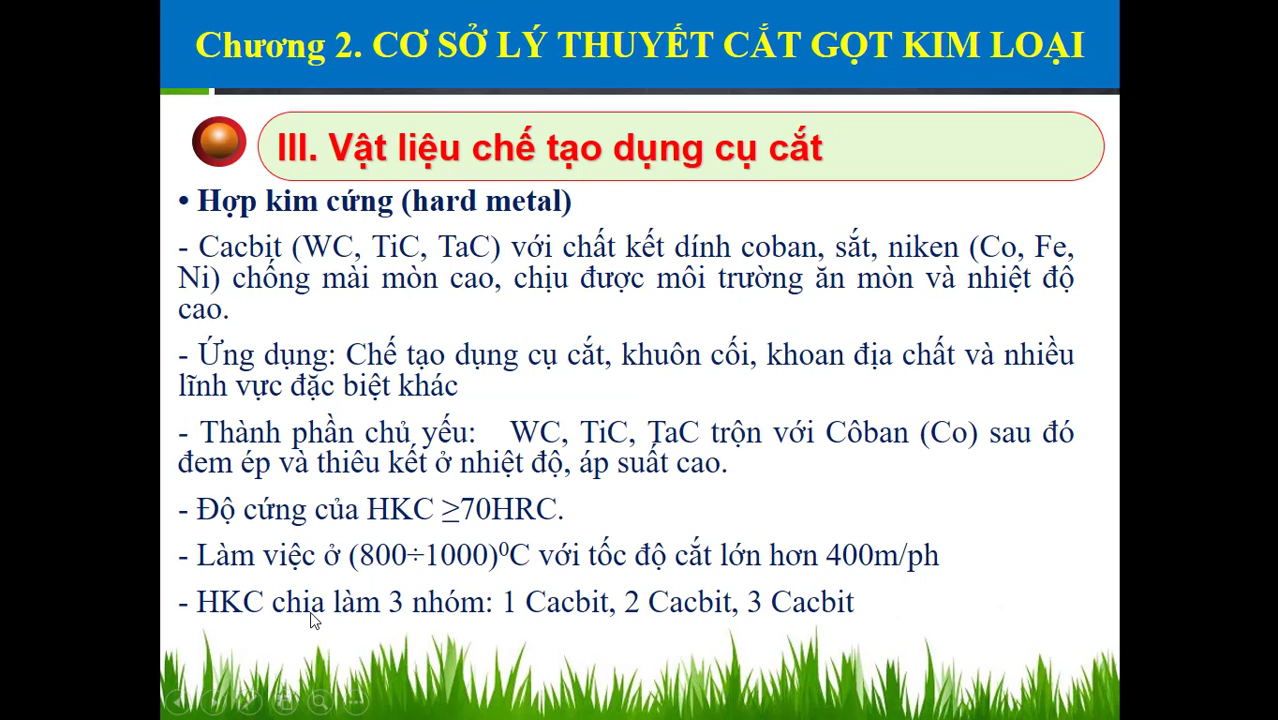 Chương 2. CƠ SỞ LÝ THUYẾT CẮT GỌT KIM LOẠI
III. Vật liệu chế tạo dụng cụ cắt
• Hợp kim cứng (hard metal)
- Cacbit (WC, TiC, TaC) với chất kết dính coban, sắt, niken (Co, Fe,
Ni) chống mài mòn cao, chịu được môi trường ăn mòn và nhiệt độ
cao.
- Ứng dụng: Chế tạo dụng cụ cắt, khuôn cối, khoan địa chất và nhiều
lĩnh vực đặc biệt khác
- Thành phần chủ yếu: WC, TiC, TaC trộn với Côban (Co) sau đó
đem ép và thiêu kết ở nhiệt độ, áp suất cao.
- Độ cứng của HKC ≥70HRC.
- Làm việc ở (800÷1000)⁰C với tốc độ cắt lớn hơn 400m/ph
- HKC chia làm 3 nhóm: 1 Cacbit, 2 Cacbit, 3 Cacbit